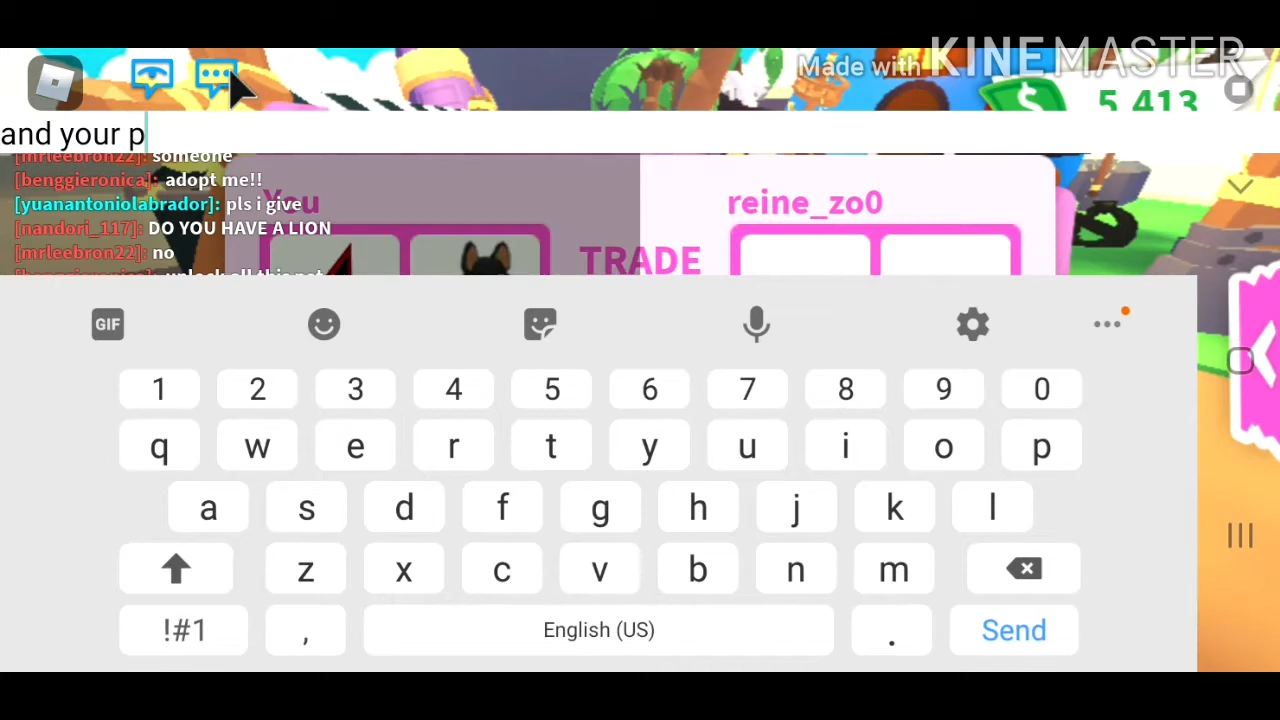 Made with KINEMASTER
5,413
and your p
[mrleebron22]: someone
[benggieronica]: adopt me!!
[yuanantoniolabrador]: pls i give
[nandori_117]: DO YOU HAVE A LION
[mrleebron22]: no
You
reine_zo0
TRADE
GIF
1 2 3 4 5 6 7 8 9 0
q w e r t y u i o p
a s d f g h j k l
z x c v b n m
!#1 , English (US) . Send